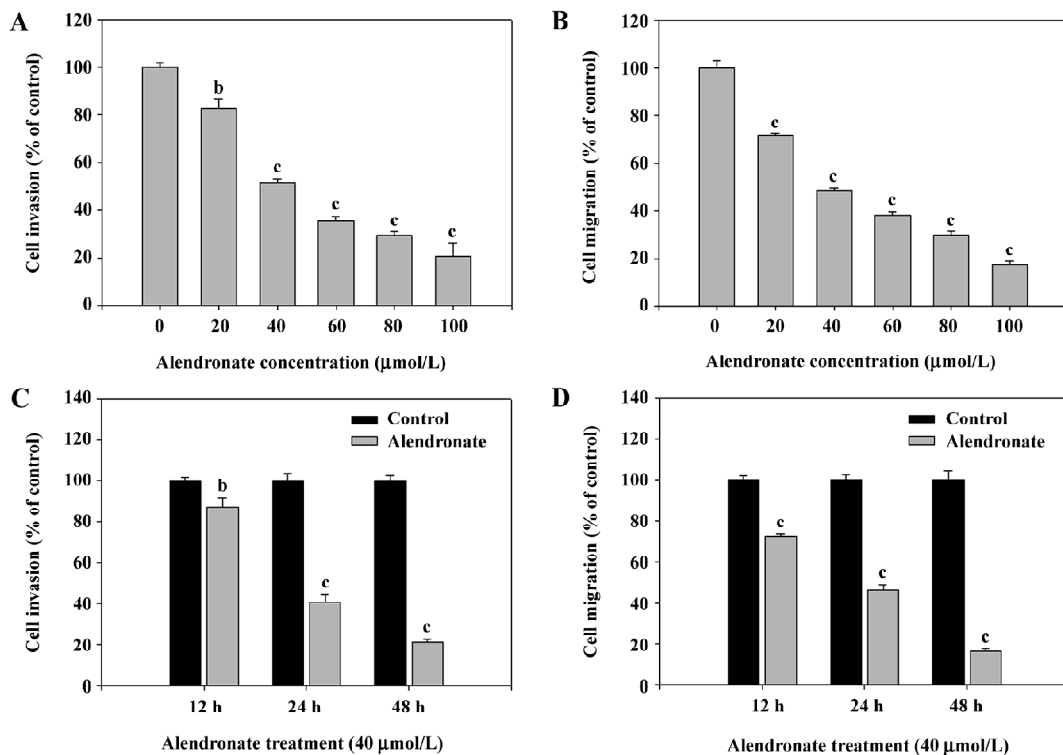 A
Cell invasion (% of control)
120
100
80
60
40
20
0
b
c
c
c
c
0 20 40 60 80 100
Alendronate concentration (μmol/L)
B
Cell migration (% of control)
120
100
80
60
40
20
0
c
c
c
c
c
0 20 40 60 80 100
Alendronate concentration (μmol/L)
C
Cell invasion (% of control)
140
120
100
80
60
40
20
0
Control
Alendronate
b
c
c
12 h 24 h 48 h
Alendronate treatment (40 μmol/L)
D
Cell migration (% of control)
140
120
100
80
60
40
20
0
Control
Alendronate
c
c
c
12 h 24 h 48 h
Alendronate treatment (40 μmol/L)